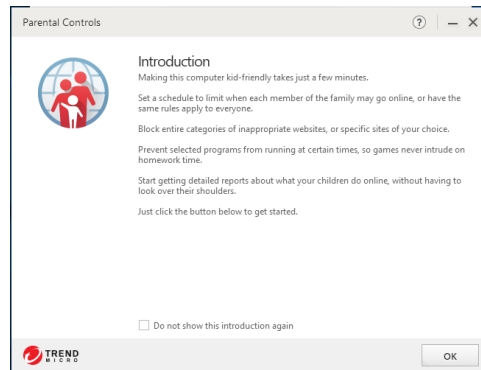 Parental Controls
?
Introduction
Making this computer kid-friendly takes just a few minutes.
Set a schedule to limit when each member of the family may go online, or have the
same rules apply to everyone.
Block entire categories of inappropriate websites, or specific sites of your choice.
Prevent selected programs from running at certain times, so games never intrude on
homework time.
Start getting detailed reports about what your children do online, without having to
look over their shoulders.
Just click the button below to get started.
Do not show this introduction again
TREND
MICRO
OK